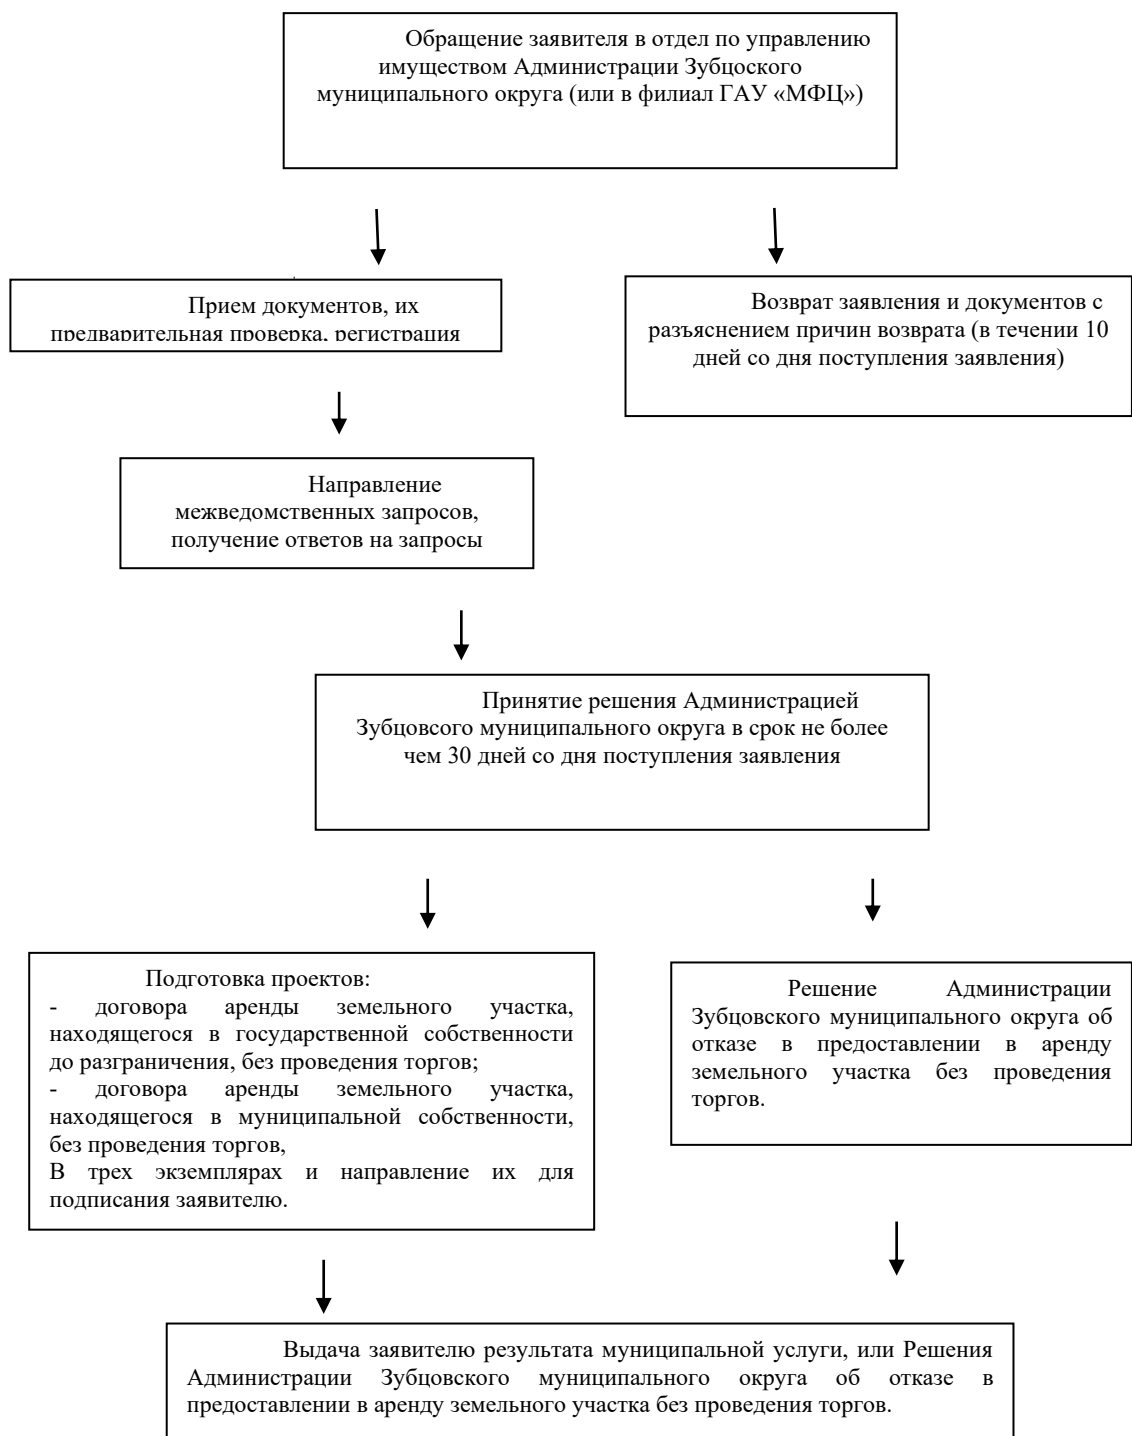 Обращение заявителя в отдел по управлению
имуществом Администрации Зубцоского
муниципального округа (или в филиал ГАУ «МФЦ»)
Прием документов, их
предварительная проверка, регистрация
Возврат заявления и документов с
разъяснением причин возврата (в течении 10
дней со дня поступления заявления)
Направление
межведомственных запросов,
получение ответов на запросы
Принятие решения Администрацией
Зубцовсого муниципального округа в срок не более
чем 30 дней со дня поступления заявления
Подготовка проектов:
- договора аренды земельного участка,
находящегося в государственной собственности
до разграничения, без проведения торгов;
- договора аренды земельного участка,
находящегося в муниципальной собственности,
без проведения торгов,
В трех экземплярах и направление их для
подписания заявителю.
Решение Администрации
Зубцовского муниципального округа об
отказе в предоставлении в аренду
земельного участка без проведения
торгов.
Выдача заявителю результата муниципальной услуги, или Решения
Администрации Зубцовского муниципального округа об отказе в
предоставлении в аренду земельного участка без проведения торгов.